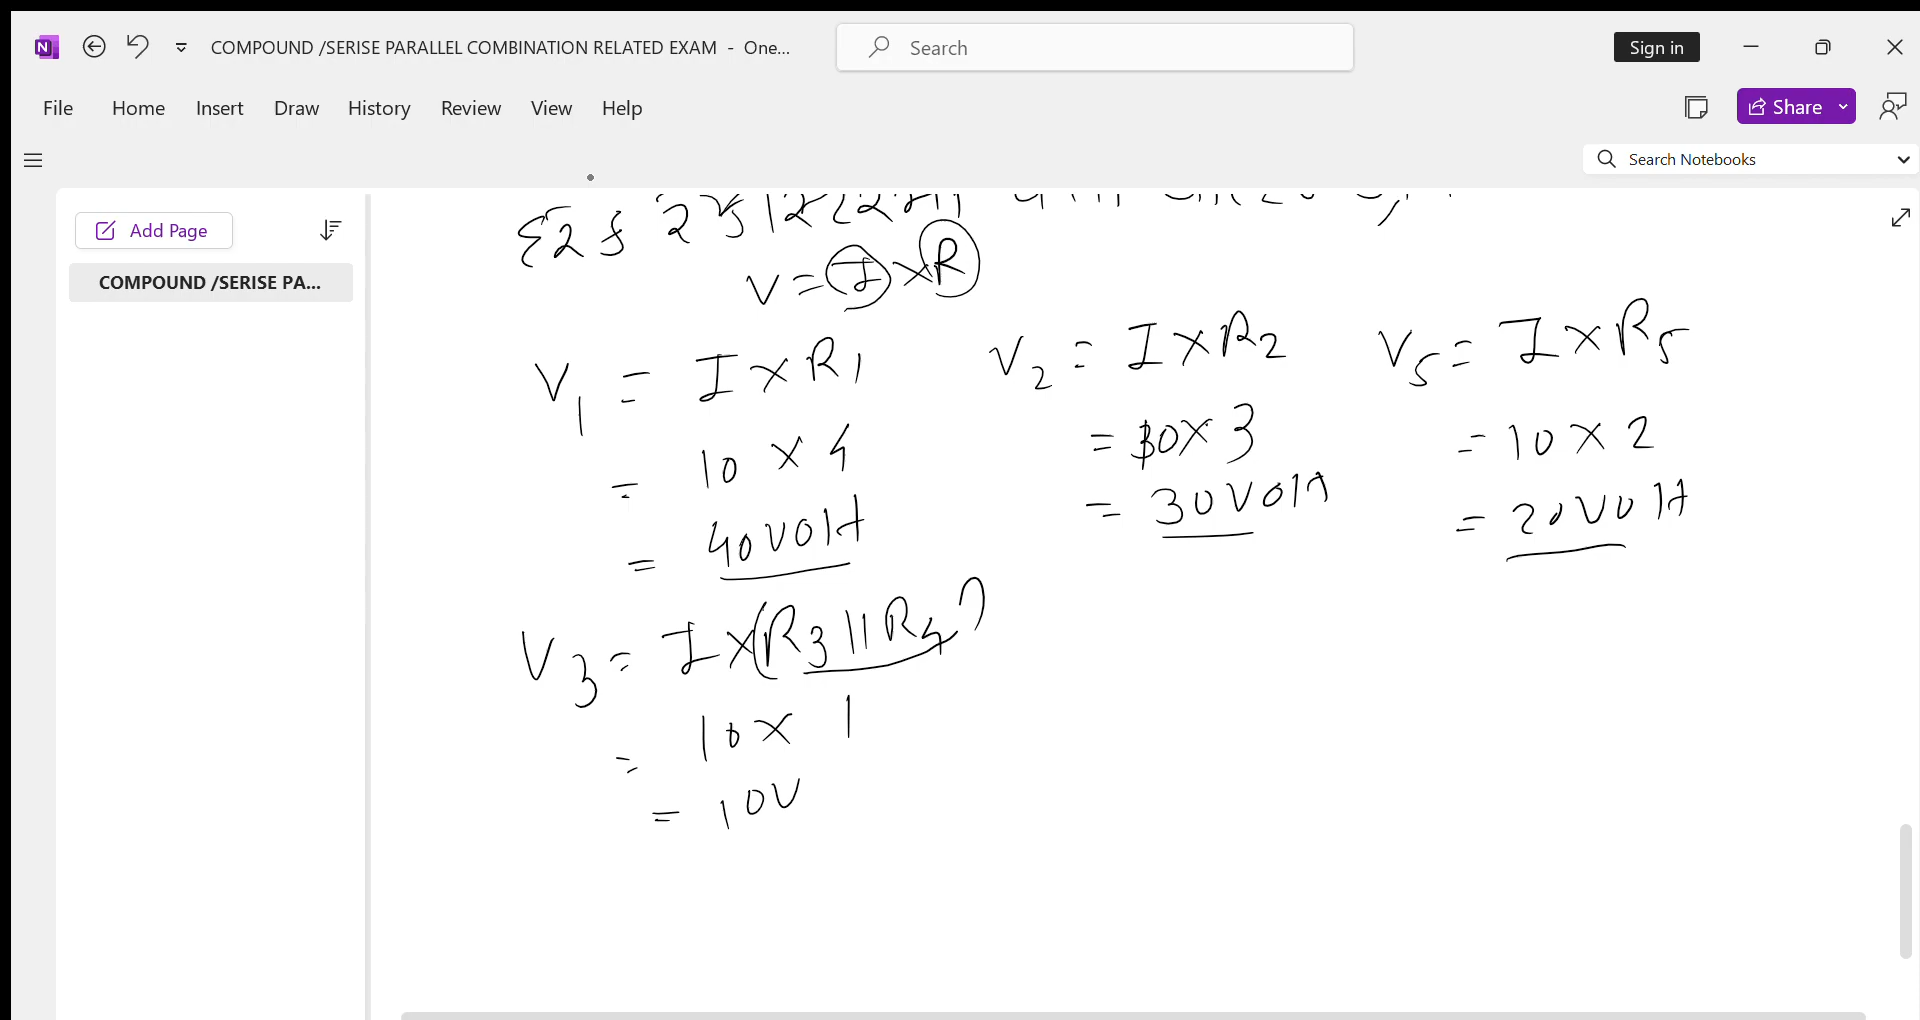 COMPOUND /SERISE PARALLEL COMBINATION RELATED EXAM - One...
Search
Sign in
File Home Insert Draw History Review View Help
Share
Search Notebooks
Add Page
COMPOUND /SERISE PA...
V = I × R
V1 = I × R1
= 10 × 4
= 40 Volt
V2 = I × R2
= 10 × 3
= 30 Volt
V5 = I × R5
= 10 × 2
= 20 Volt
V3 = I × (R3 || R4)
= 10 × 1
= 10V